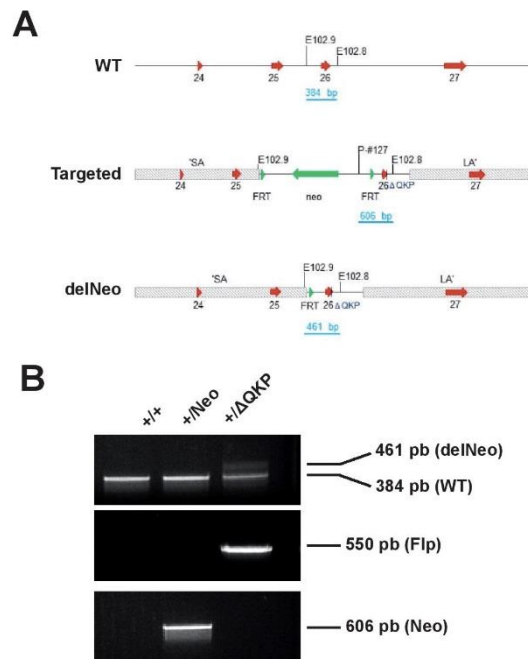 A
WT
E102.9
E102.8
24
25
26
27
384 bp
Targeted
'SA
E102.9
P-#127
E102.8
LA'
24
25
FRT
neo
FRT
26
ΔQKP
27
606 bp
delNeo
'SA
E102.9
E102.8
LA'
24
25
FRT
26
ΔQKP
27
461 bp
B
+/+
+/Neo
+/ΔQKP
461 pb (delNeo)
384 pb (WT)
550 pb (Flp)
606 pb (Neo)